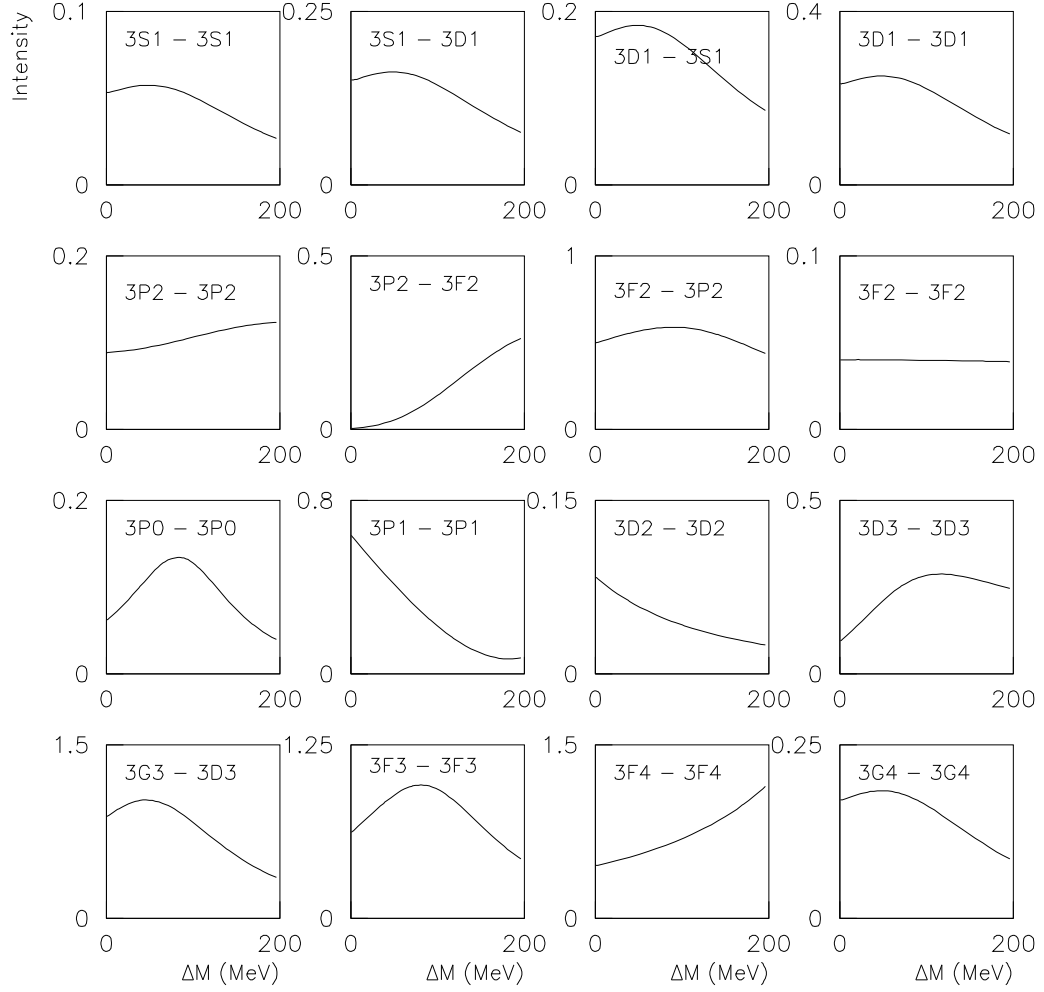 Intensity
0.1 0.25 0.2 0.4
3S1 – 3S1 3S1 – 3D1 3D1 – 3S1 3D1 – 3D1
0 0 0 0
0 200 0 200 0 200 0 200
0.2 0.5 1 0.1
3P2 – 3P2 3P2 – 3F2 3F2 – 3P2 3F2 – 3F2
0 0 0 0
0 200 0 200 0 200 0 200
0.2 0.8 0.15 0.5
3P0 – 3P0 3P1 – 3P1 3D2 – 3D2 3D3 – 3D3
0 0 0 0
0 200 0 200 0 200 0 200
1.5 1.25 1.5 0.25
3G3 – 3D3 3F3 – 3F3 3F4 – 3F4 3G4 – 3G4
0 0 0 0
0 200 0 200 0 200 0 200
ΔM (MeV) ΔM (MeV) ΔM (MeV) ΔM (MeV)